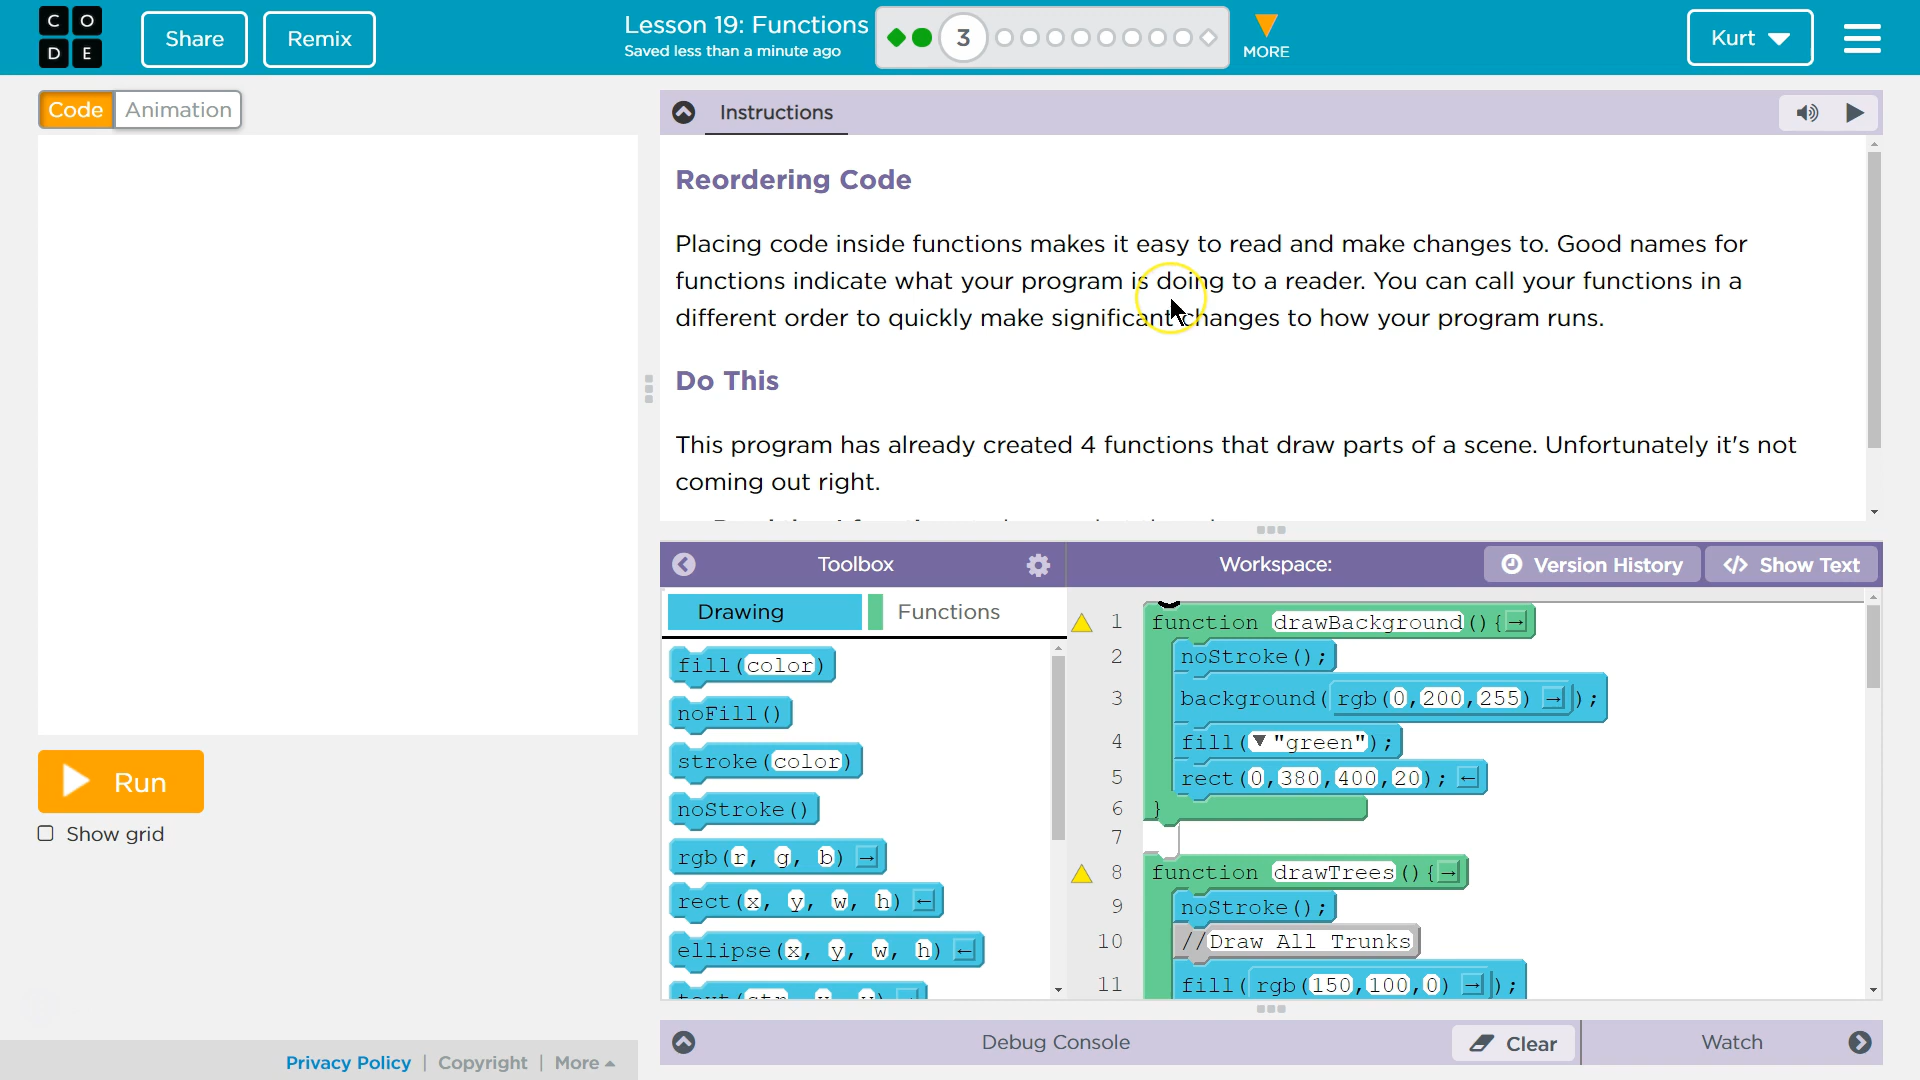 CODE
Share
Remix
Lesson 19: Functions
Saved less than a minute ago
3
MORE
Kurt
Code
Animation
Instructions
Reordering Code
Placing code inside functions makes it easy to read and make changes to. Good names for
functions indicate what your program is doing to a reader. You can call your functions in a
different order to quickly make significant changes to how your program runs.
Do This
This program has already created 4 functions that draw parts of a scene. Unfortunately it's not
coming out right.
Toolbox
Workspace:
Version History
</> Show Text
Drawing
Functions
fill(color)
noFill()
stroke(color)
noStroke()
rgb(r, g, b)
rect(x, y, w, h)
ellipse(x, y, w, h)
1 function drawBackground(){
2 noStroke();
3 background(rgb(0,200,255));
4 fill("green");
5 rect(0,380,400,20);
6 }
7
8 function drawTrees(){
9 noStroke();
10 //Draw All Trunks
11 fill(rgb(150,100,0));
Run
Show grid
Debug Console
Clear
Watch
Privacy Policy | Copyright | More